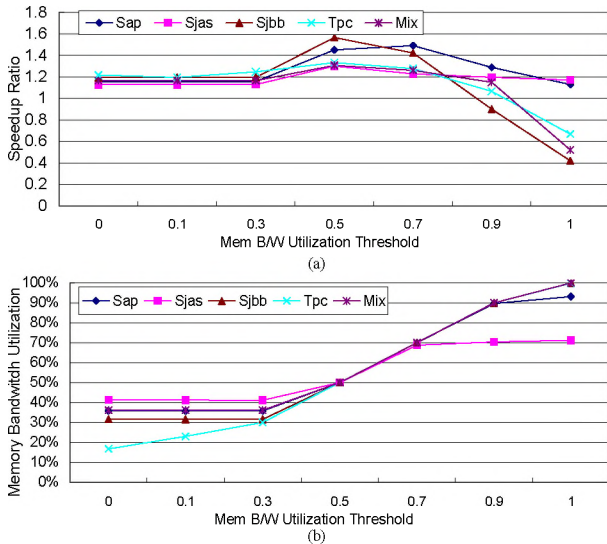 1.8
1.6
1.4
1.2
1
0.8
0.6
0.4
0.2
0
Speedup Ratio
Sap Sjas Sjbb Tpc Mix
0 0.1 0.3 0.5 0.7 0.9 1
Mem B/W Utilization Threshold
(a)
100%
90%
80%
70%
60%
50%
40%
30%
20%
10%
0%
Memory Bandwitdh Utilization
Sap Sjas Sjbb Tpc Mix
0 0.1 0.3 0.5 0.7 0.9 1
Mem B/W Utilization Threshold
(b)